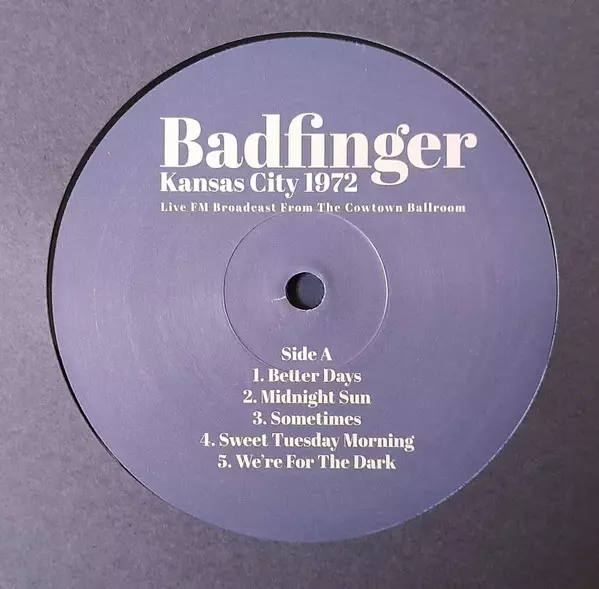 Badfinger
Kansas City 1972
Live FM Broadcast From The Cowtown Ballroom
Side A
1. Better Days
2. Midnight Sun
3. Sometimes
4. Sweet Tuesday Morning
5. We're For The Dark